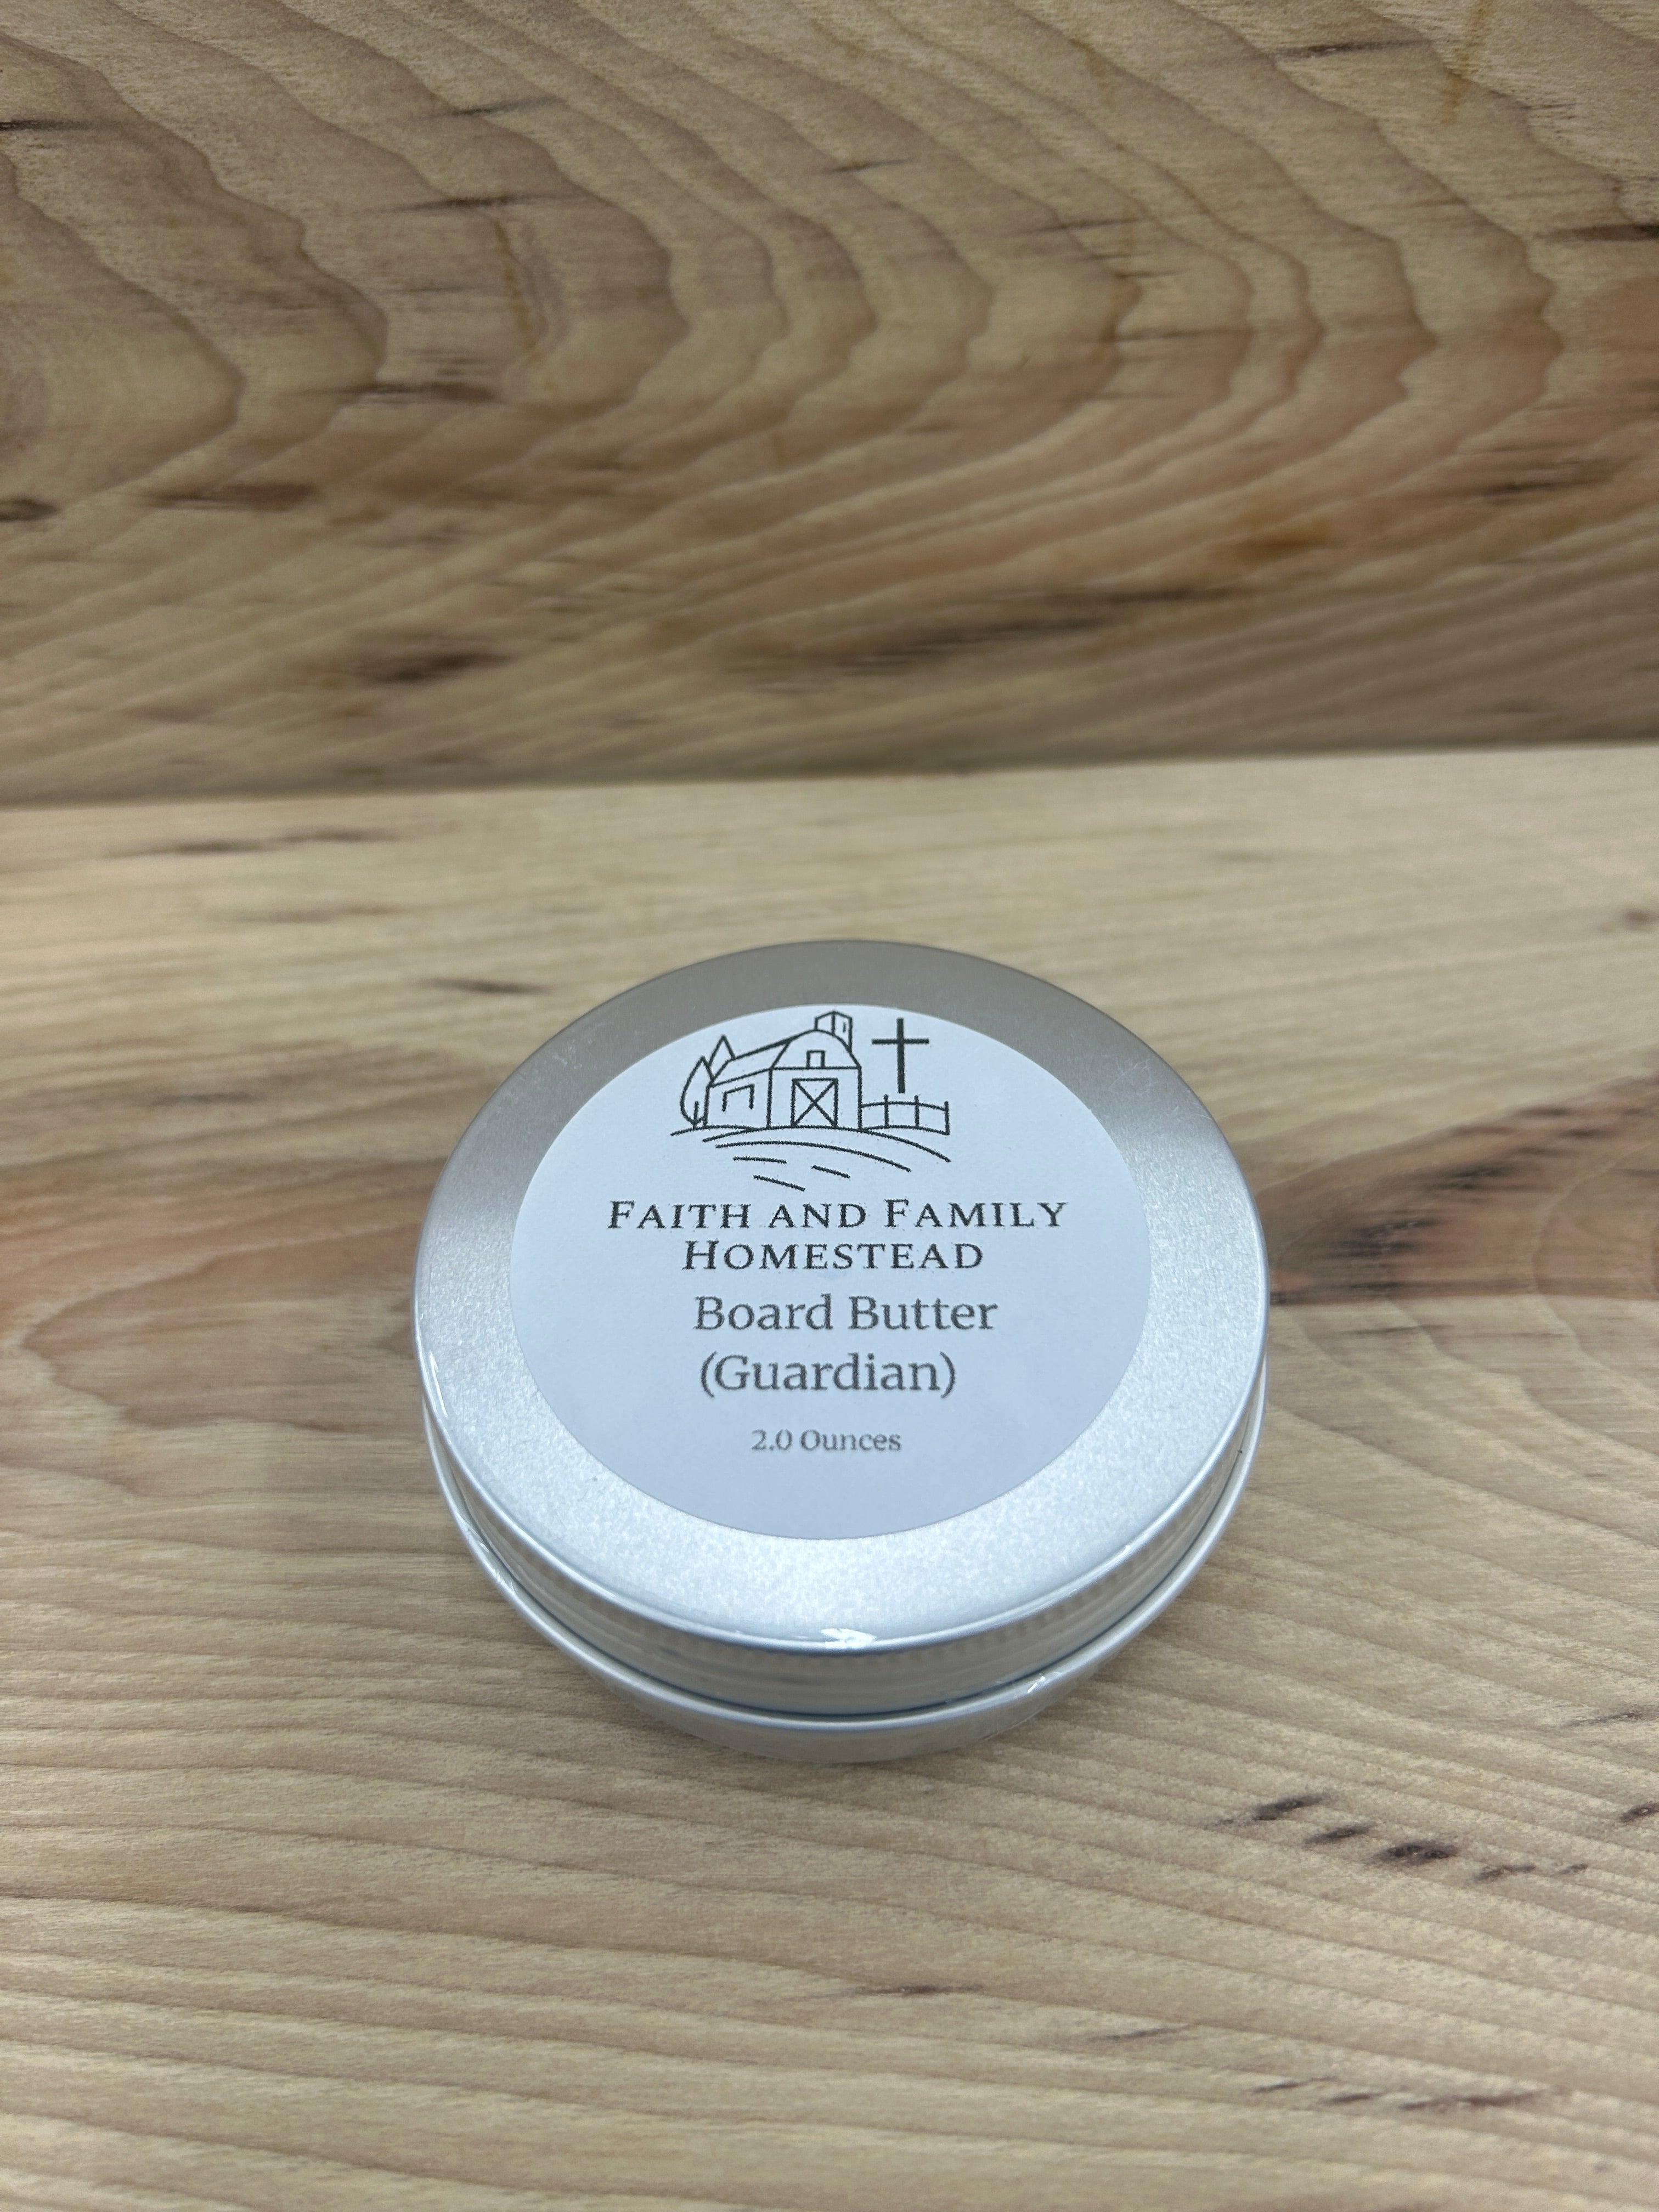 FAITH AND FAMILY
HOMESTEAD
Board Butter
(Guardian)
2.0 Ounces